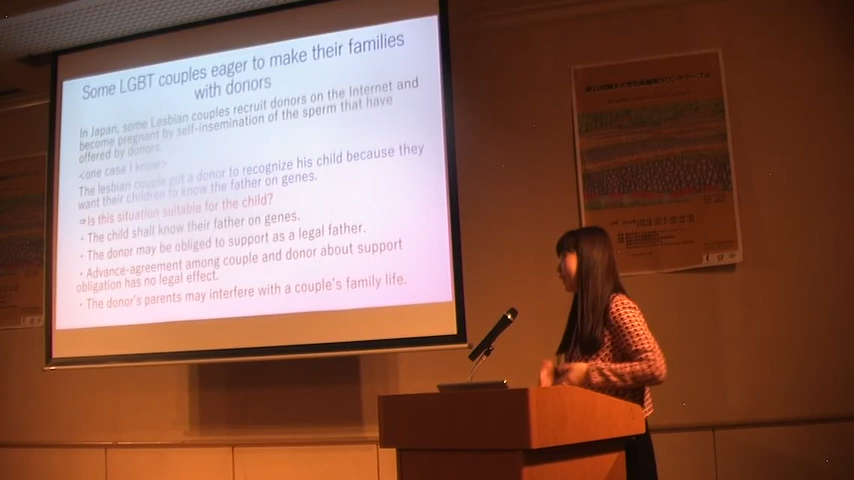 Some LGBT couples eager to make their families
with donors
In Japan, some Lesbian couples recruit donors on the Internet and
become pregnant by self-insemination of the sperm that have
offered by donors.
<one case I know>
The lesbian couple got a donor to recognize his child because they
want their children to know the father on genes.
⇒Is this situation suitable for the child?
・The child shall know their father on genes.
・The donor may be obliged to support as a legal father.
・Advance-agreement among couple and donor about support
obligation has no legal effect.
・The donor's parents may interfere with a couple's family life.